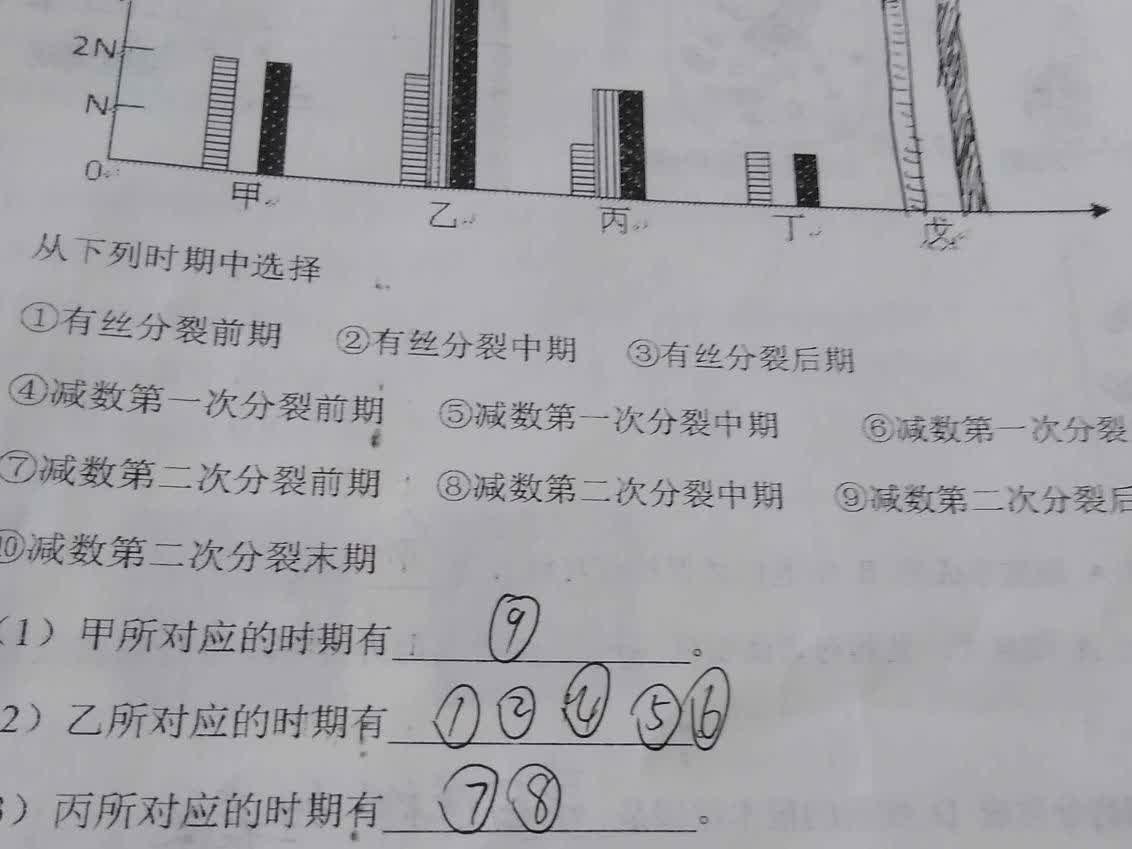 2N
N
0
甲 乙 丙 丁 戊
从下列时期中选择
①有丝分裂前期 ②有丝分裂中期 ③有丝分裂后期
④减数第一次分裂前期 ⑤减数第一次分裂中期 ⑥减数第一次分裂
⑦减数第二次分裂前期 ⑧减数第二次分裂中期 ⑨减数第二次分裂后
⑩减数第二次分裂末期
(1)甲所对应的时期有 ⑨ 。
2)乙所对应的时期有 ① ② ④ ⑤ ⑥
)丙所对应的时期有 ⑦ ⑧ 。